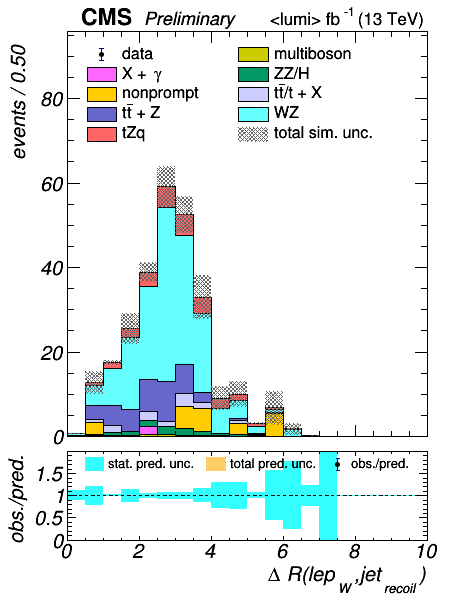 CMS Preliminary <lumi> fb⁻¹ (13 TeV)
events / 0.50
data
X + γ
nonprompt
tt̄ + Z
tZq
multiboson
ZZ/H
tt̄/t + X
WZ
total sim. unc.
80
60
40
20
0
obs./pred.
stat. pred. unc. total pred. unc. obs./pred.
1.5
1
0.5
0
0 2 4 6 8 10
Δ R(lep_W, jet_recoil)